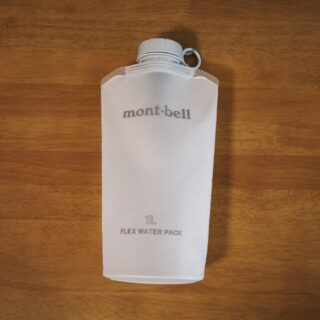 mont-bell
1L
FLEX WATER PACK